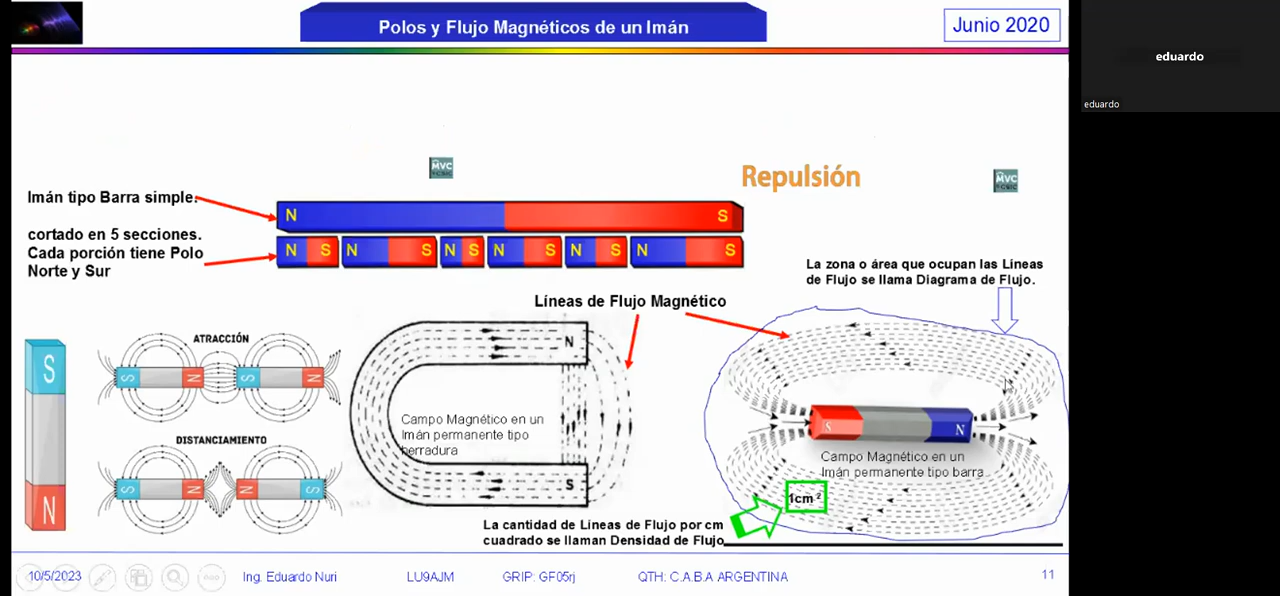 Polos y Flujo Magnéticos de un Imán
Junio 2020
eduardo
eduardo
MVC
Repulsión
MVC
Imán tipo Barra simple.
N
S
cortado en 5 secciones.
Cada porción tiene Polo
Norte y Sur
N S N S N S N S N S N S
La zona o área que ocupan las Líneas
de Flujo se llama Diagrama de Flujo.
Líneas de Flujo Magnético
S
N
ATRACCIÓN
S N S N
DISTANCIAMIENTO
S N N S
N
Campo Magnético en un
Imán permanente tipo
herradura
S
S N
Campo Magnético en un
Imán permanente tipo barra
1cm²
La cantidad de Líneas de Flujo por cm
cuadrado se llaman Densidad de Flujo
10/5/2023
Ing. Eduardo Nuri
LU9AJM
GRIP: GF05rj
QTH: C.A.B.A ARGENTINA
11